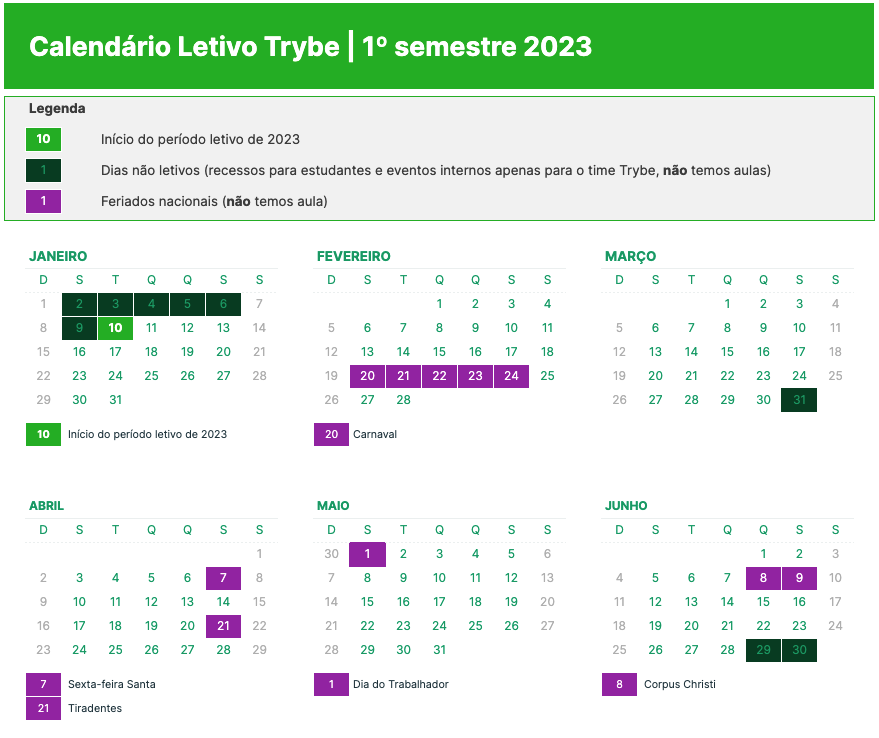 Calendário Letivo Trybe | 1º semestre 2023
Legenda
10 Início do período letivo de 2023
1 Dias não letivos (recessos para estudantes e eventos internos apenas para o time Trybe, não temos aulas)
1 Feriados nacionais (não temos aula)
JANEIRO
D S T Q Q S S
1 2 3 4 5 6 7
8 9 10 11 12 13 14
15 16 17 18 19 20 21
22 23 24 25 26 27 28
29 30 31
10 Início do período letivo de 2023
FEVEREIRO
D S T Q Q S S
1 2 3 4
5 6 7 8 9 10 11
12 13 14 15 16 17 18
19 20 21 22 23 24 25
26 27 28
20 Carnaval
MARÇO
D S T Q Q S S
1 2 3 4
5 6 7 8 9 10 11
12 13 14 15 16 17 18
19 20 21 22 23 24 25
26 27 28 29 30 31
ABRIL
D S T Q Q S S
1
2 3 4 5 6 7 8
9 10 11 12 13 14 15
16 17 18 19 20 21 22
23 24 25 26 27 28 29
7 Sexta-feira Santa
21 Tiradentes
MAIO
D S T Q Q S S
30 1 2 3 4 5 6
7 8 9 10 11 12 13
14 15 16 17 18 19 20
21 22 23 24 25 26 27
28 29 30 31
1 Dia do Trabalhador
JUNHO
D S T Q Q S S
1 2 3
4 5 6 7 8 9 10
11 12 13 14 15 16 17
18 19 20 21 22 23 24
25 26 27 28 29 30
8 Corpus Christi